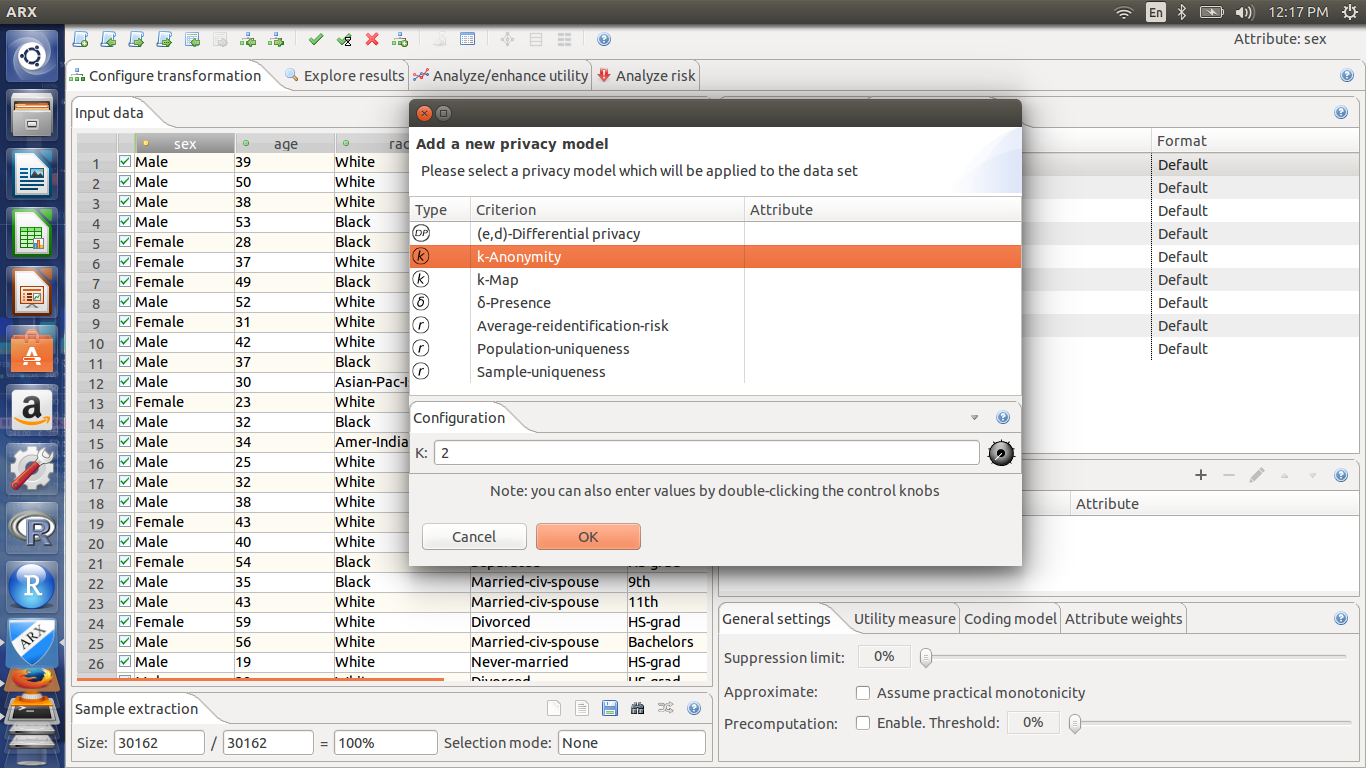 ARX
En
12:17 PM
Attribute: sex
Configure transformation
Explore results
Analyze/enhance utility
Analyze risk
Input data
sex age
1 Male 39 White
2 Male 50 White
3 Male 38 White
4 Male 53 Black
5 Female 28 Black
6 Female 37 White
7 Female 49 Black
8 Male 52 White
9 Female 31 White
10 Male 42 White
11 Male 37 Black
12 Male 30 Asian-Pac-I
13 Female 23 White
14 Male 32 Black
15 Male 34 Amer-India
16 Male 25 White
17 Male 32 White
18 Male 38 White
19 Female 43 White
20 Male 40 White
21 Female 54 Black
22 Male 35 Black Married-civ-spouse 9th
23 Male 43 White Married-civ-spouse 11th
24 Female 59 White Divorced HS-grad
25 Male 56 White Married-civ-spouse Bachelors
26 Male 19 White Never-married HS-grad
Sample extraction
Size: 30162 / 30162 = 100% Selection mode: None
Add a new privacy model
Please select a privacy model which will be applied to the data set
Type Criterion Attribute
DP (e,d)-Differential privacy
k k-Anonymity
k k-Map
δ δ-Presence
r Average-reidentification-risk
r Population-uniqueness
r Sample-uniqueness
Configuration
K: 2
Note: you can also enter values by double-clicking the control knobs
Cancel OK
Format
Default
Default
Default
Default
Default
Default
Default
Default
Default
Attribute
General settings
Utility measure
Coding model
Attribute weights
Suppression limit: 0%
Approximate: Assume practical monotonicity
Precomputation: Enable. Threshold: 0%
A
a
R
R
ARX